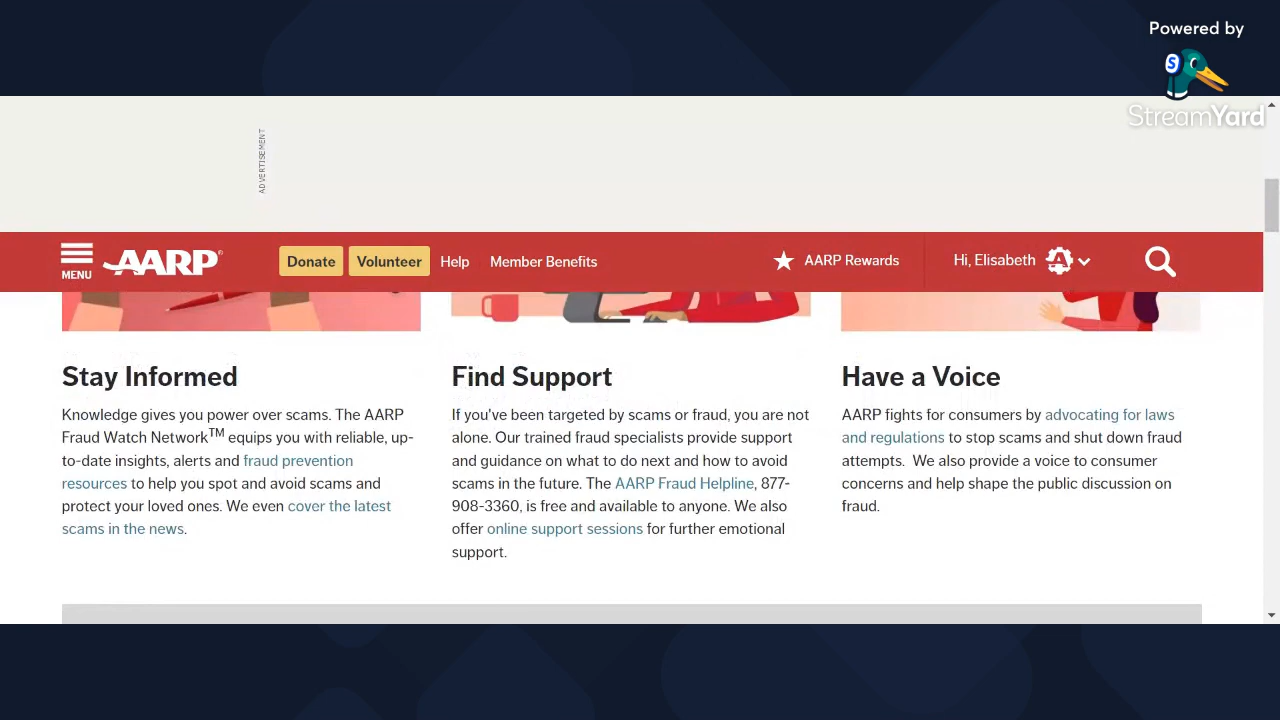 Powered by
StreamYard
ADVERTISEMENT
MENU
AARP®
Donate
Volunteer
Help
Member Benefits
AARP Rewards
Hi, Elisabeth
Stay Informed
Knowledge gives you power over scams. The AARP
Fraud Watch Network™ equips you with reliable, up-
to-date insights, alerts and fraud prevention
resources to help you spot and avoid scams and
protect your loved ones. We even cover the latest
scams in the news.
Find Support
If you've been targeted by scams or fraud, you are not
alone. Our trained fraud specialists provide support
and guidance on what to do next and how to avoid
scams in the future. The AARP Fraud Helpline, 877-
908-3360, is free and available to anyone. We also
offer online support sessions for further emotional
support.
Have a Voice
AARP fights for consumers by advocating for laws
and regulations to stop scams and shut down fraud
attempts.  We also provide a voice to consumer
concerns and help shape the public discussion on
fraud.